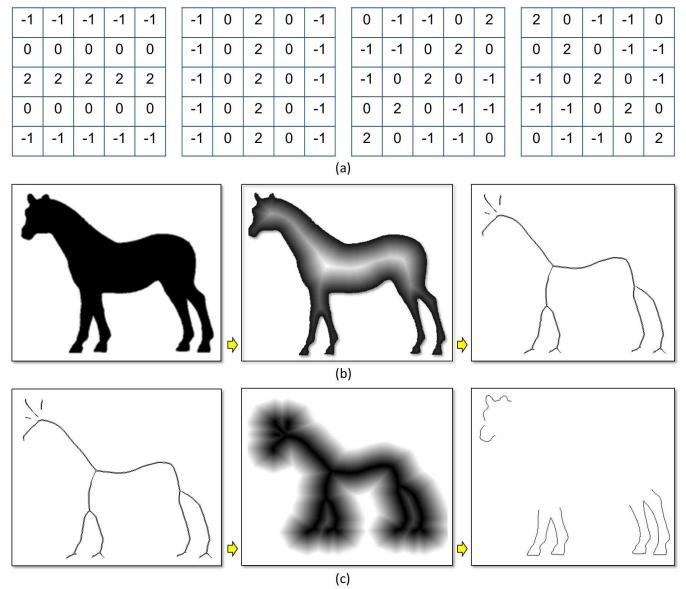 -1 -1 -1 -1 -1 -1 0 2 0 -1 0 -1 -1 0 2 2 0 -1 -1 0
0 0 0 0 0 -1 0 2 0 -1 -1 -1 0 2 0 0 2 0 -1 -1
2 2 2 2 2 -1 0 2 0 -1 -1 0 2 0 -1 -1 0 2 0 -1
0 0 0 0 0 -1 0 2 0 -1 0 2 0 -1 -1 -1 -1 0 2 0
-1 -1 -1 -1 -1 -1 0 2 0 -1 2 0 -1 -1 0 0 -1 -1 0 2
(a)
(b)
(c)